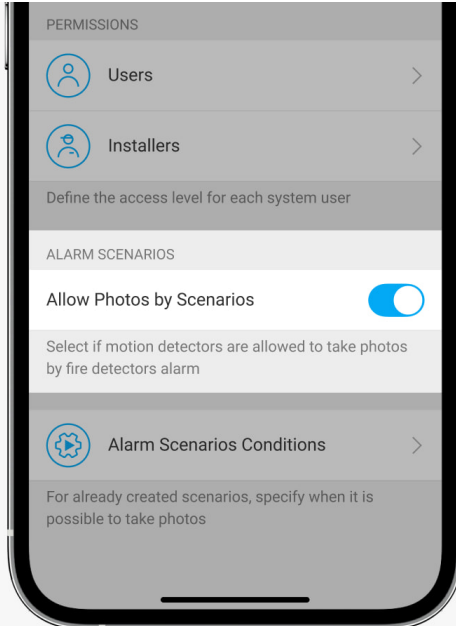 PERMISSIONS
Users
Installers
Define the access level for each system user
ALARM SCENARIOS
Allow Photos by Scenarios
Select if motion detectors are allowed to take photos
by fire detectors alarm
Alarm Scenarios Conditions
For already created scenarios, specify when it is
possible to take photos